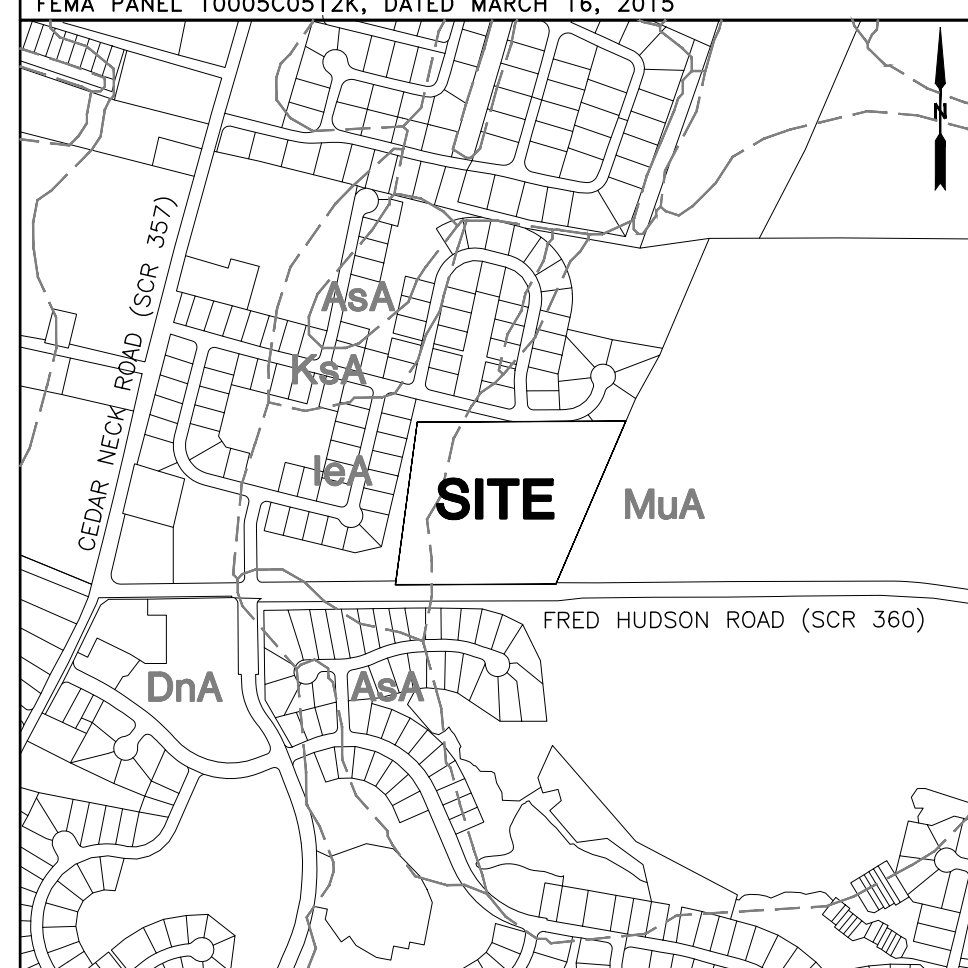 FEMA PANEL 10005C0512K, DATED MARCH 16, 2015
N
CEDAR NECK ROAD (SCR 357)
AsA
KsA
IeA
SITE
MuA
FRED HUDSON ROAD (SCR 360)
DnA
AsA